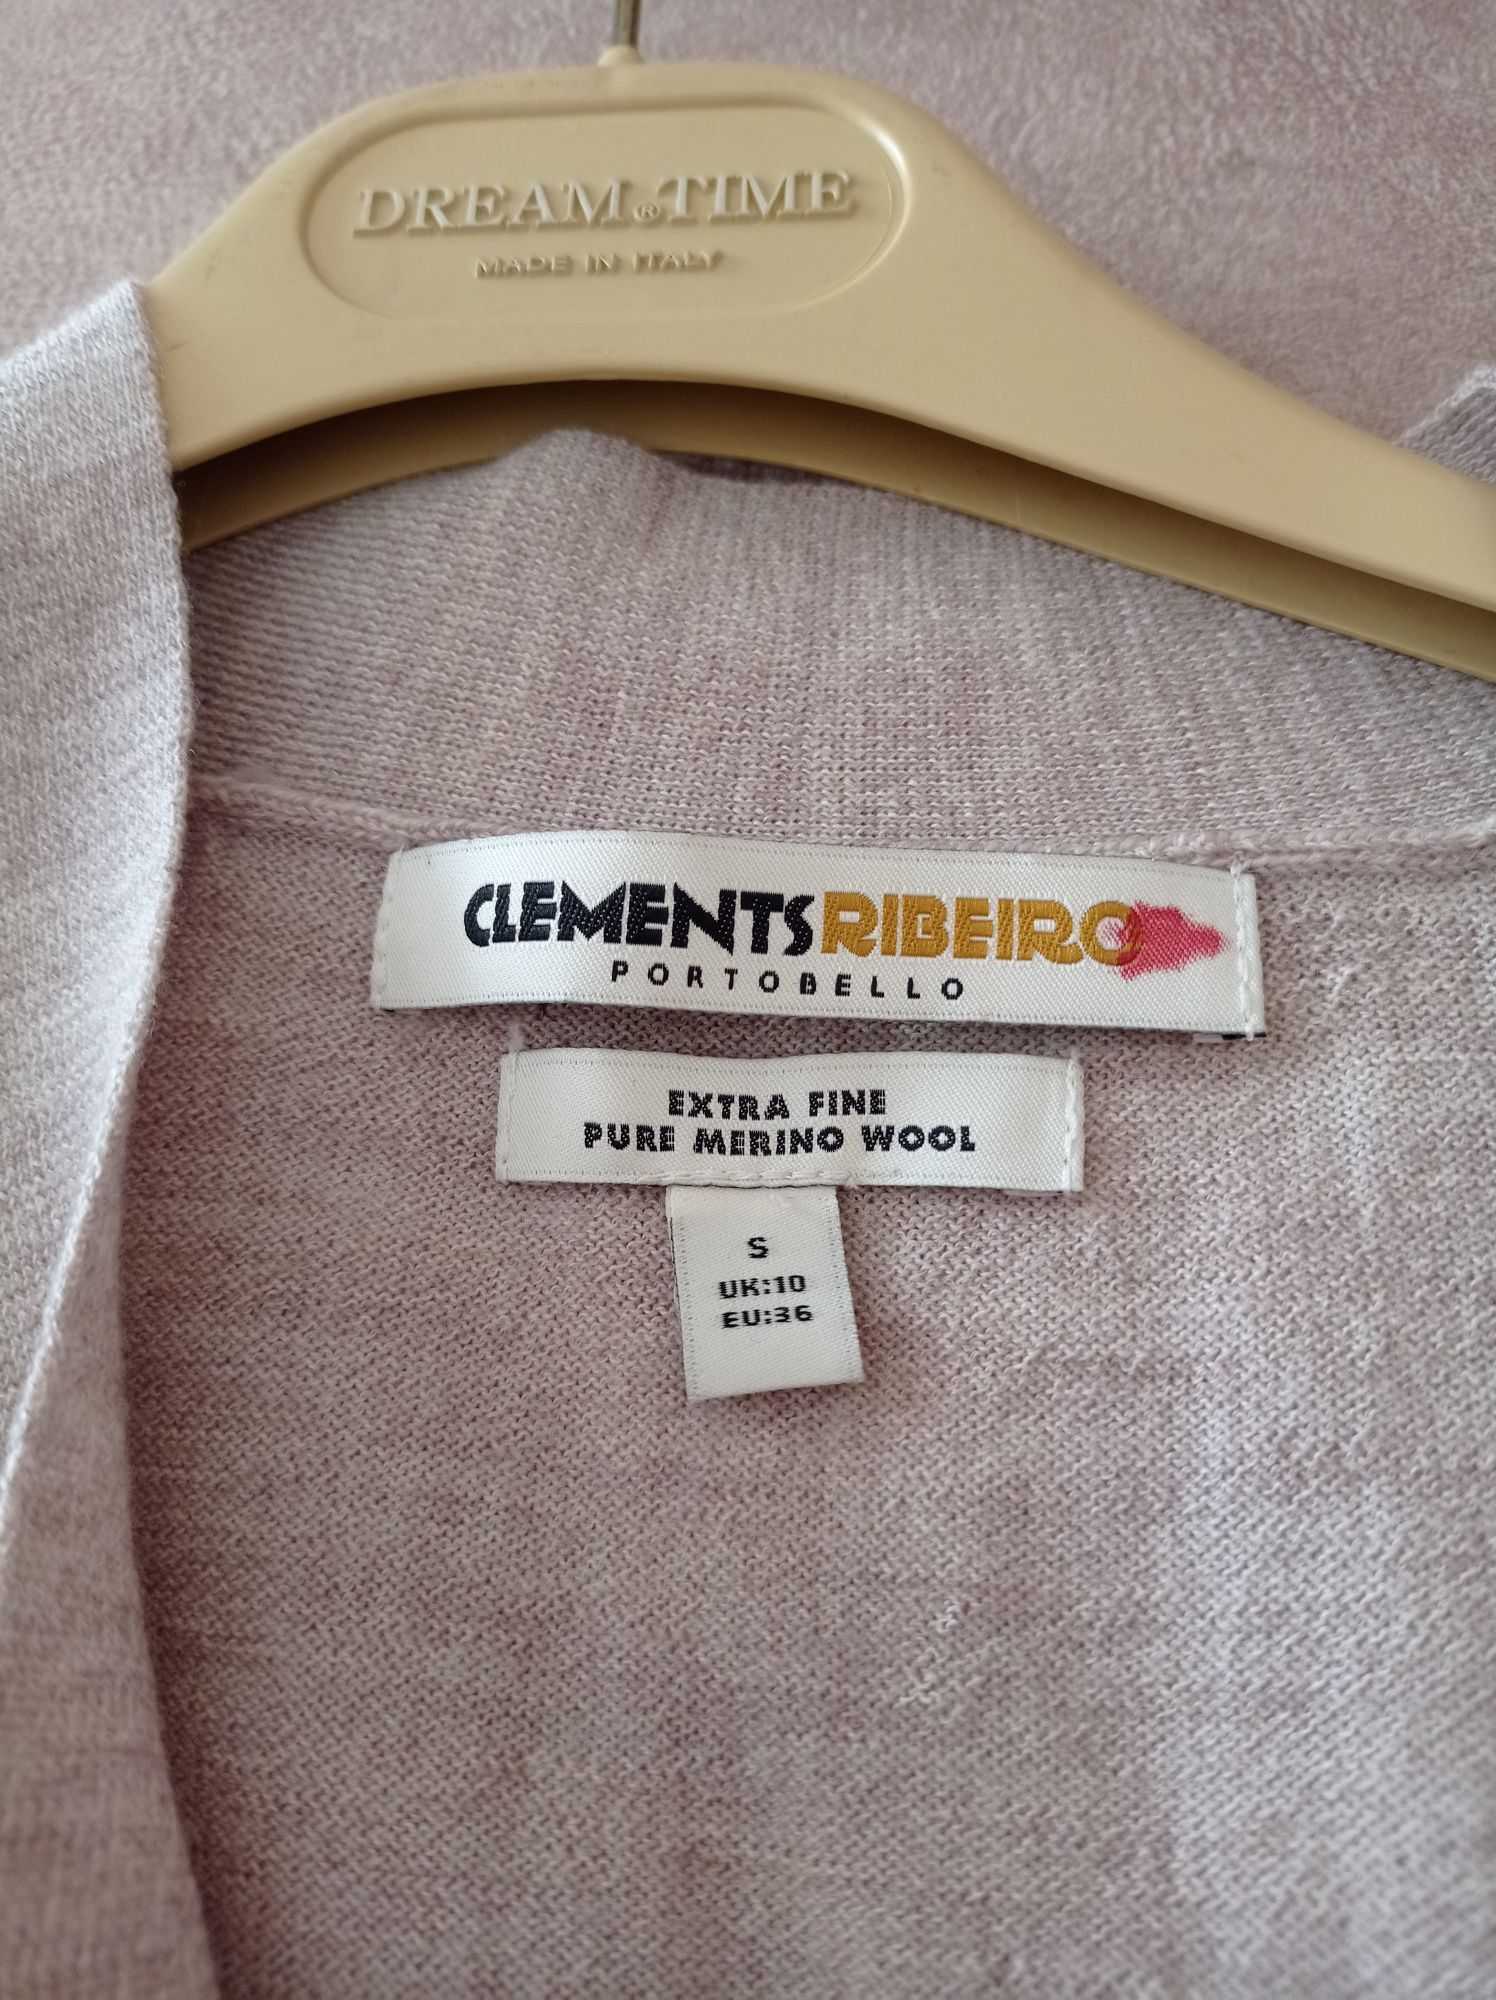 DREAM®TIME
MADE IN ITALY
CLEMENTSRIBEIRO
PORTOBELLO
EXTRA FINE
PURE MERINO WOOL
S
UK:10
EU:36